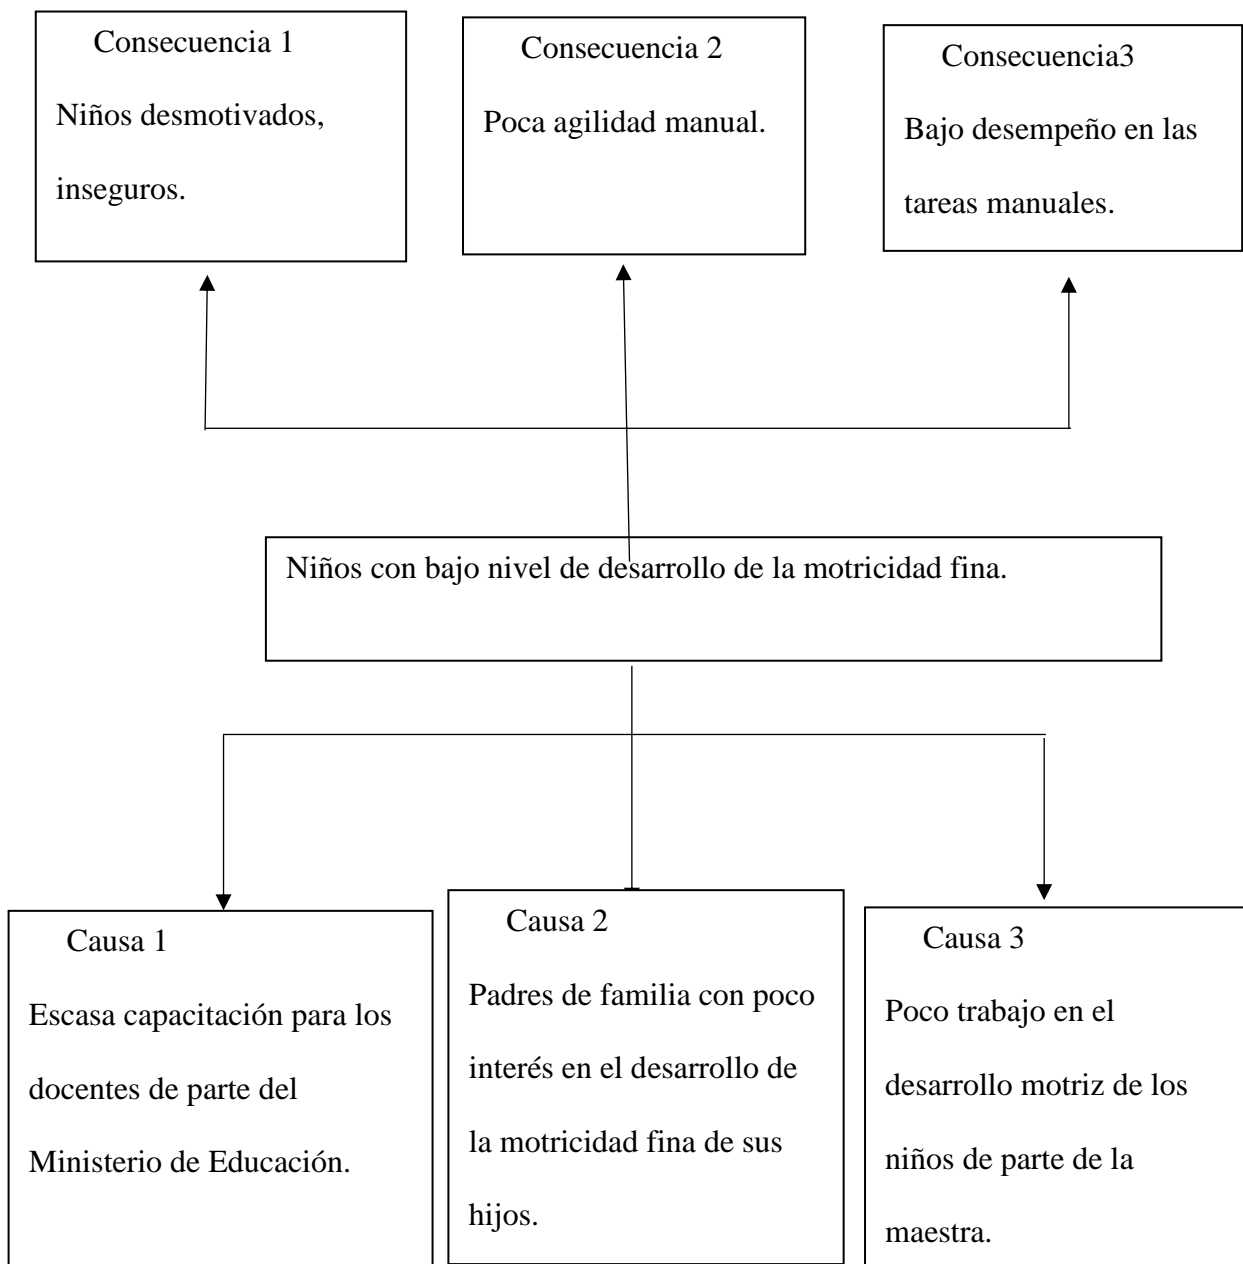 Consecuencia 1
Niños desmotivados,
inseguros.
Consecuencia 2
Poca agilidad manual.
Consecuencia3
Bajo desempeño en las
tareas manuales.
Niños con bajo nivel de desarrollo de la motricidad fina.
Causa 1
Escasa capacitación para los
docentes de parte del
Ministerio de Educación.
Causa 2
Padres de familia con poco
interés en el desarrollo de
la motricidad fina de sus
hijos.
Causa 3
Poco trabajo en el
desarrollo motriz de los
niños de parte de la
maestra.